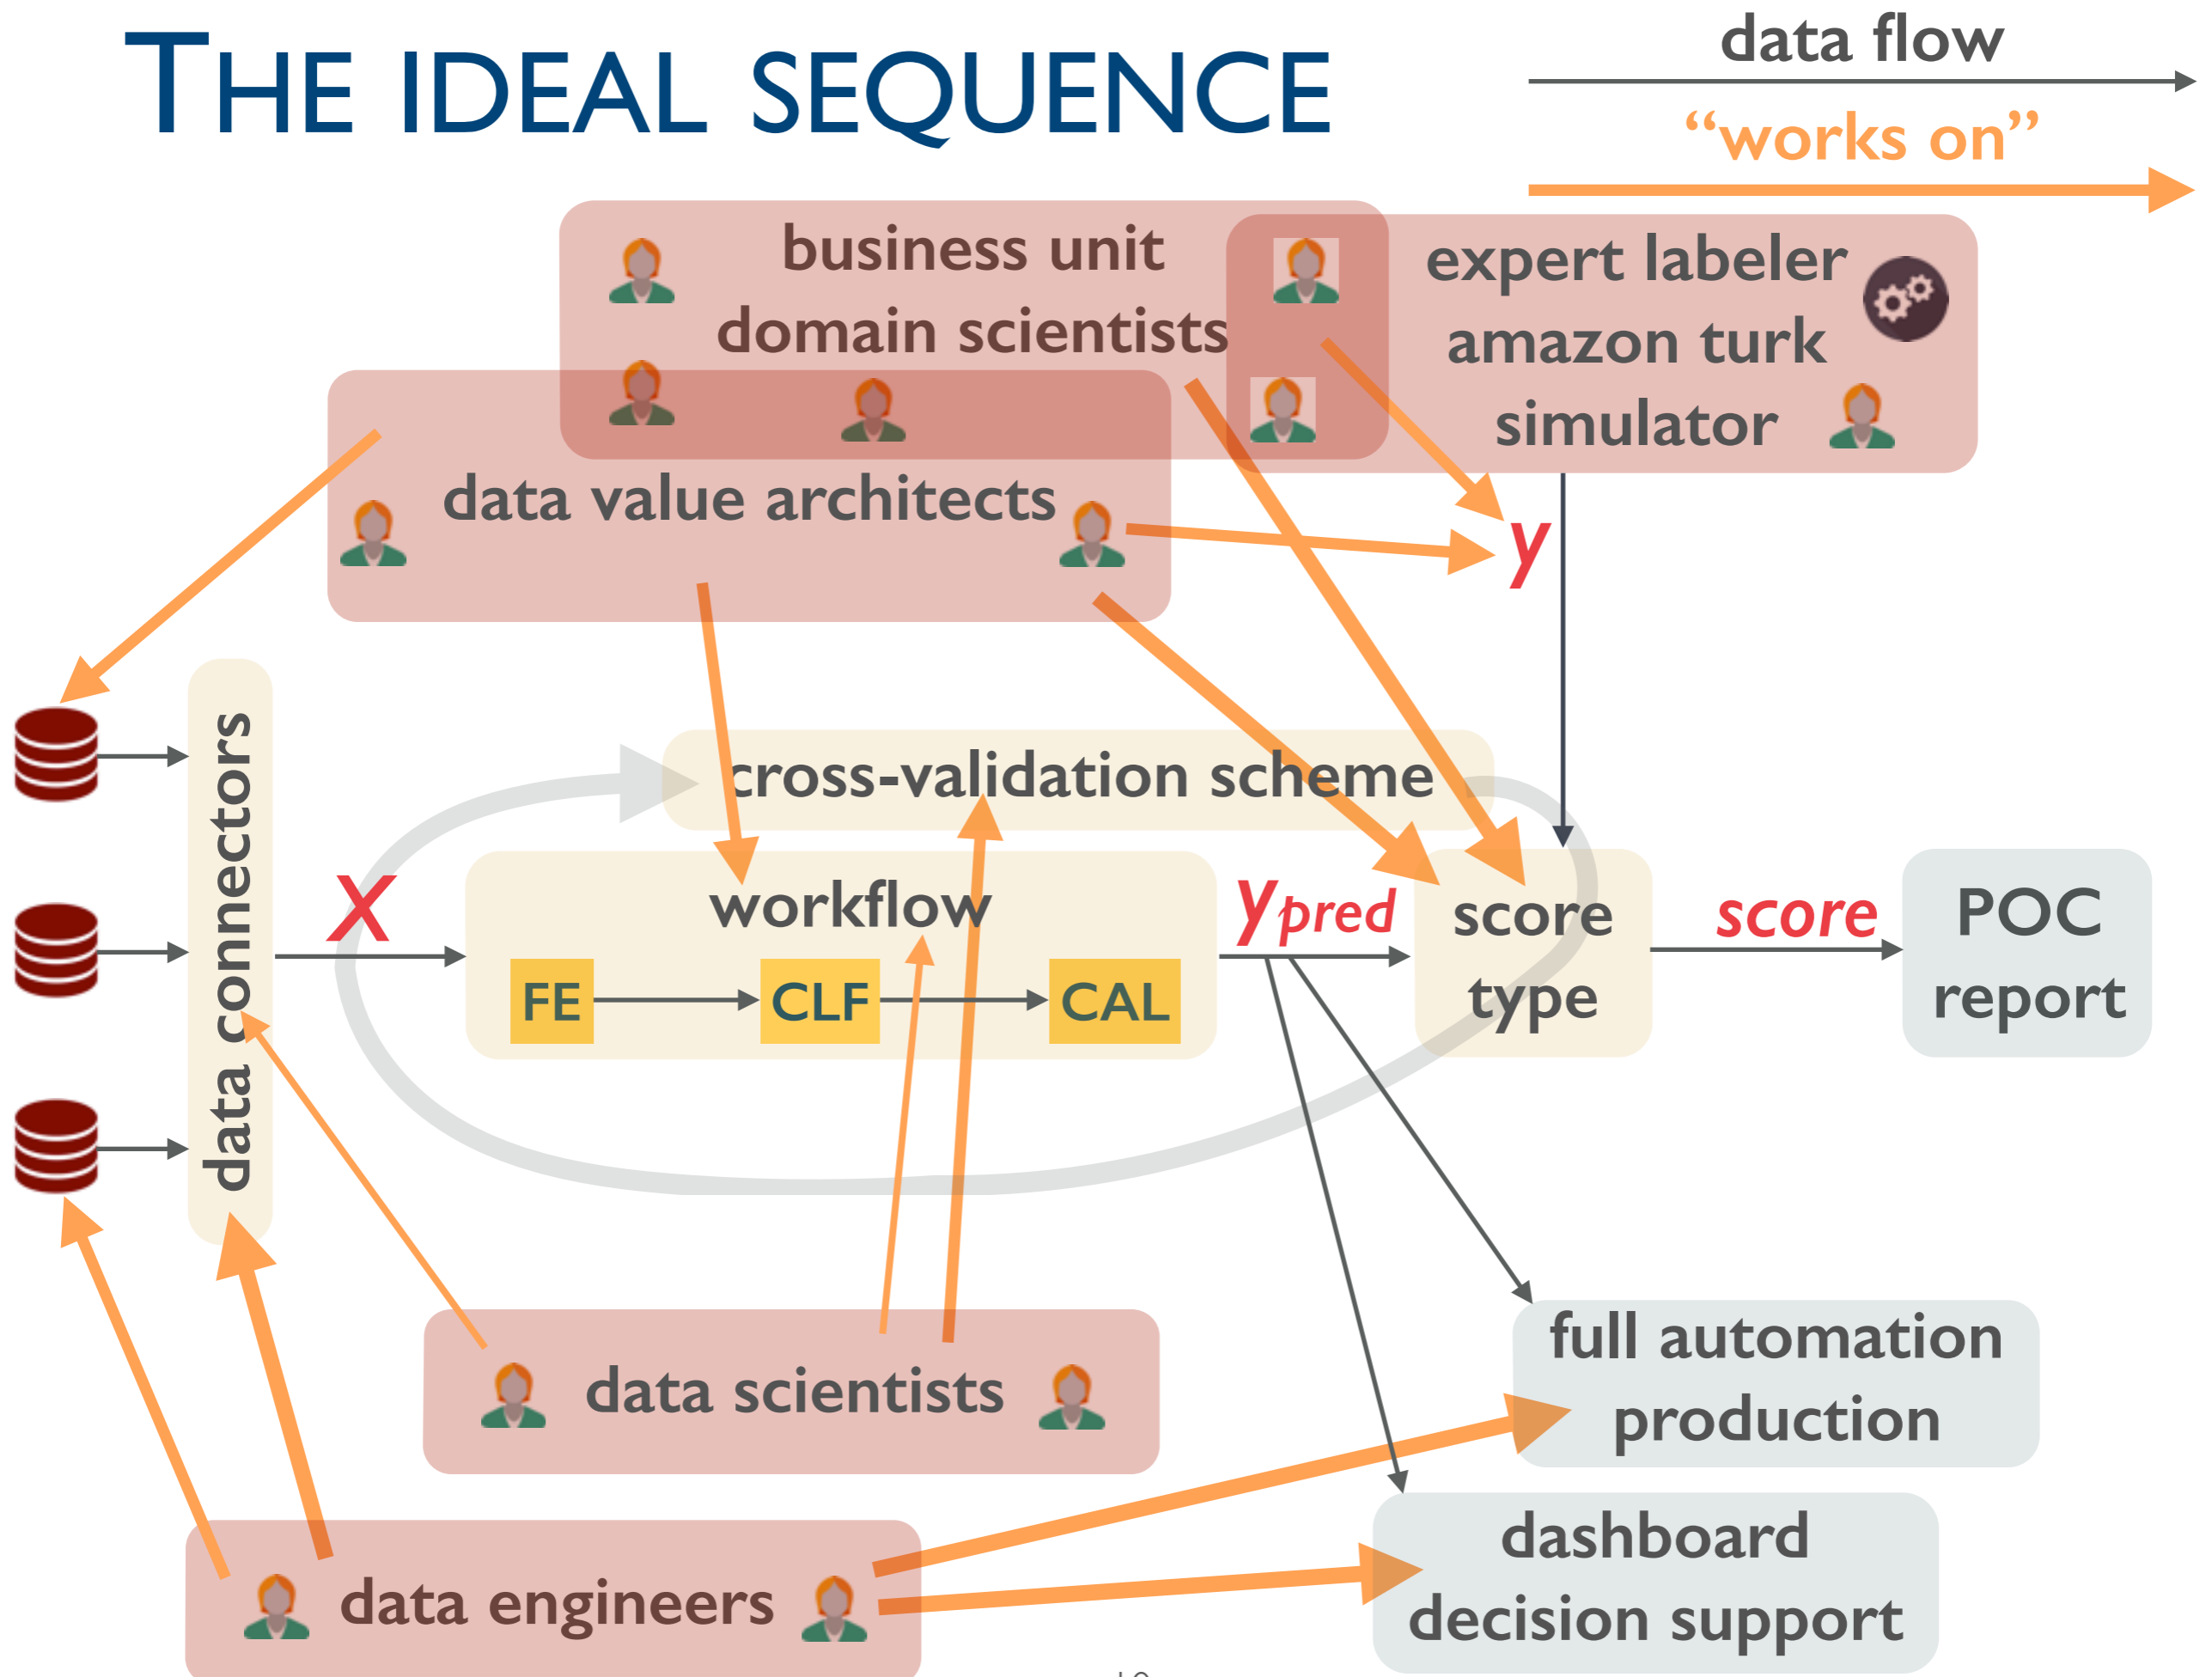 THE IDEAL SEQUENCE
data flow
“works on”
business unit
domain scientists
expert labeler
amazon turk
simulator
data value architects
y
data connectors
cross-validation scheme
X
workflow
FE
CLF
CAL
ypred
score
type
score
POC
report
full automation
production
data scientists
dashboard
decision support
data engineers